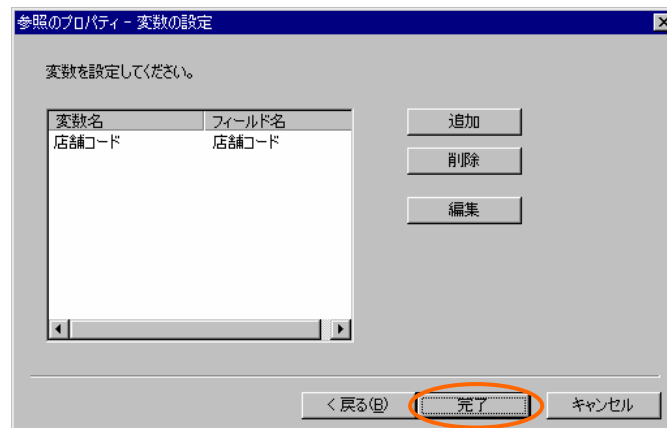 参照のプロパティ - 変数の設定
変数を設定してください。
変数名 フィールド名
店舗コード 店舗コード
追加
削除
編集
< 戻る(B) 完了 キャンセル